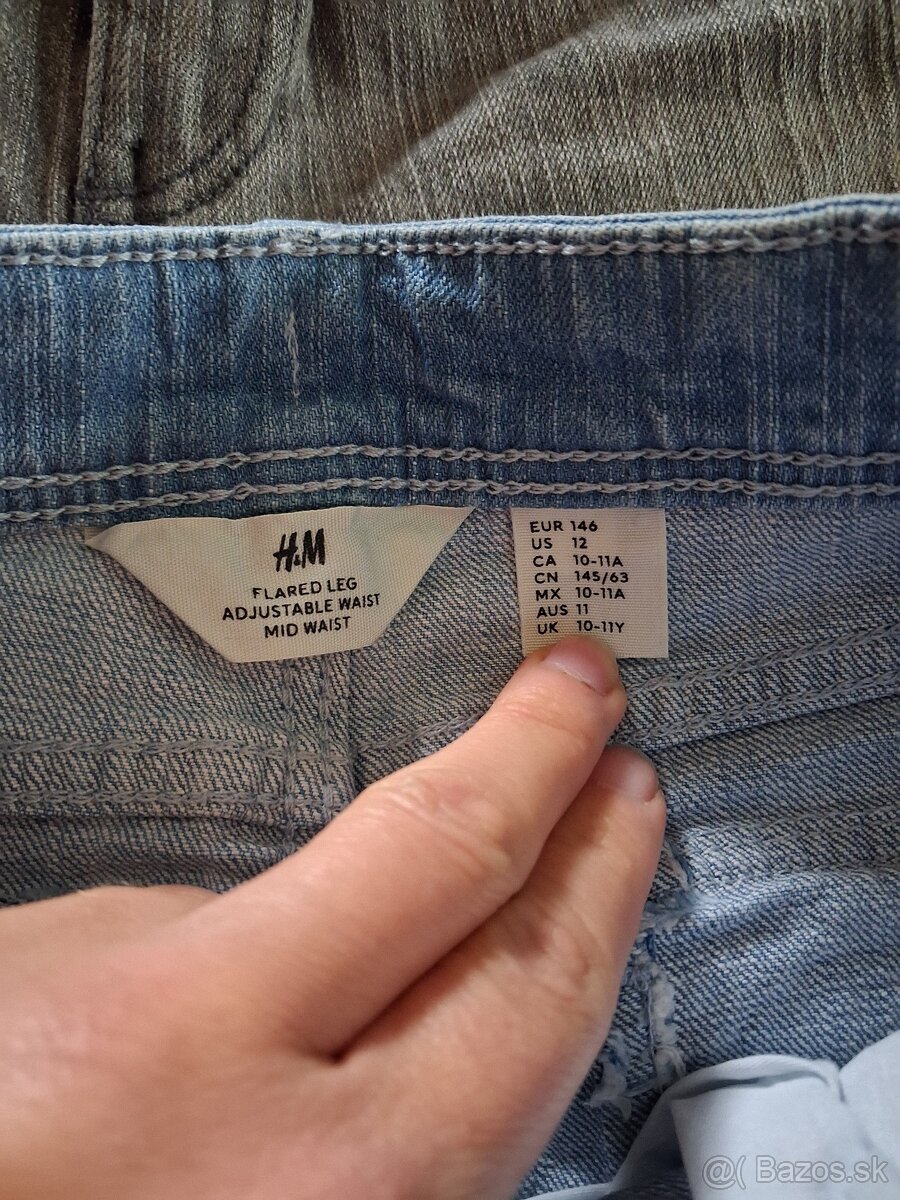 H&M
FLARED LEG
ADJUSTABLE WAIST
MID WAIST
EUR 146
US 12
CA 10-11A
CN 145/63
MX 10-11A
AUS 11
UK 10-11Y
@( Bazos.sk